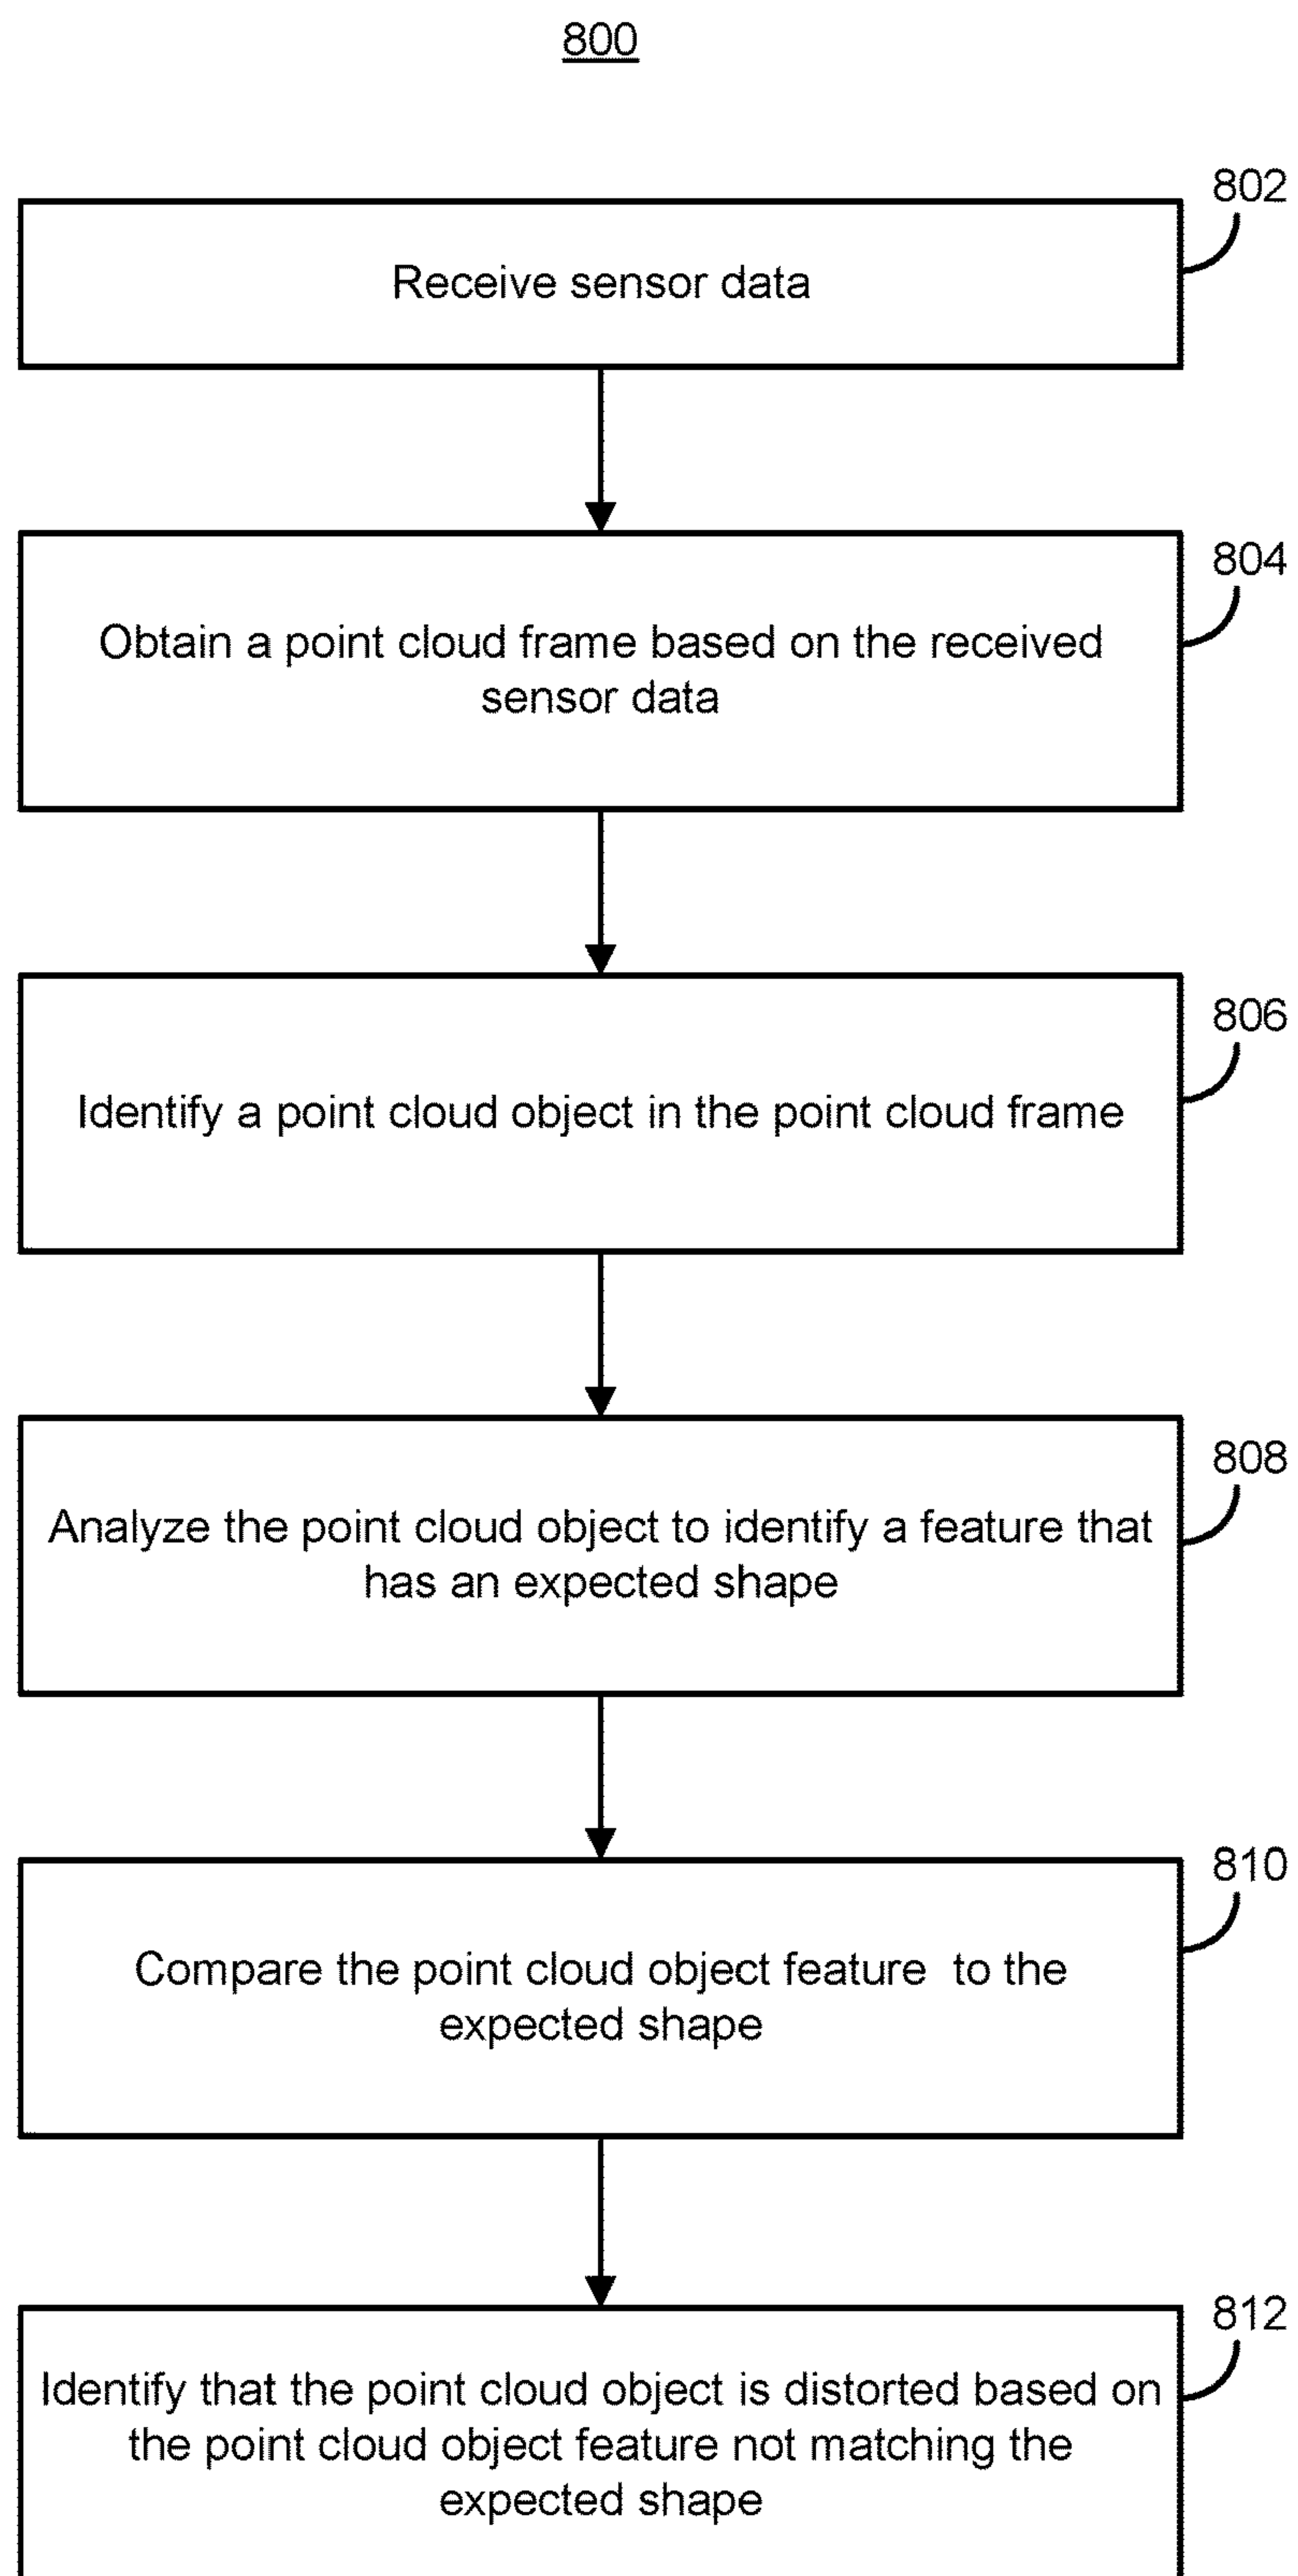 800
802
Receive sensor data
804
Obtain a point cloud frame based on the received
sensor data
806
Identify a point cloud object in the point cloud frame
808
Analyze the point cloud object to identify a feature that
has an expected shape
810
Compare the point cloud object feature  to the
expected shape
812
Identify that the point cloud object is distorted based on
the point cloud object feature not matching the
expected shape